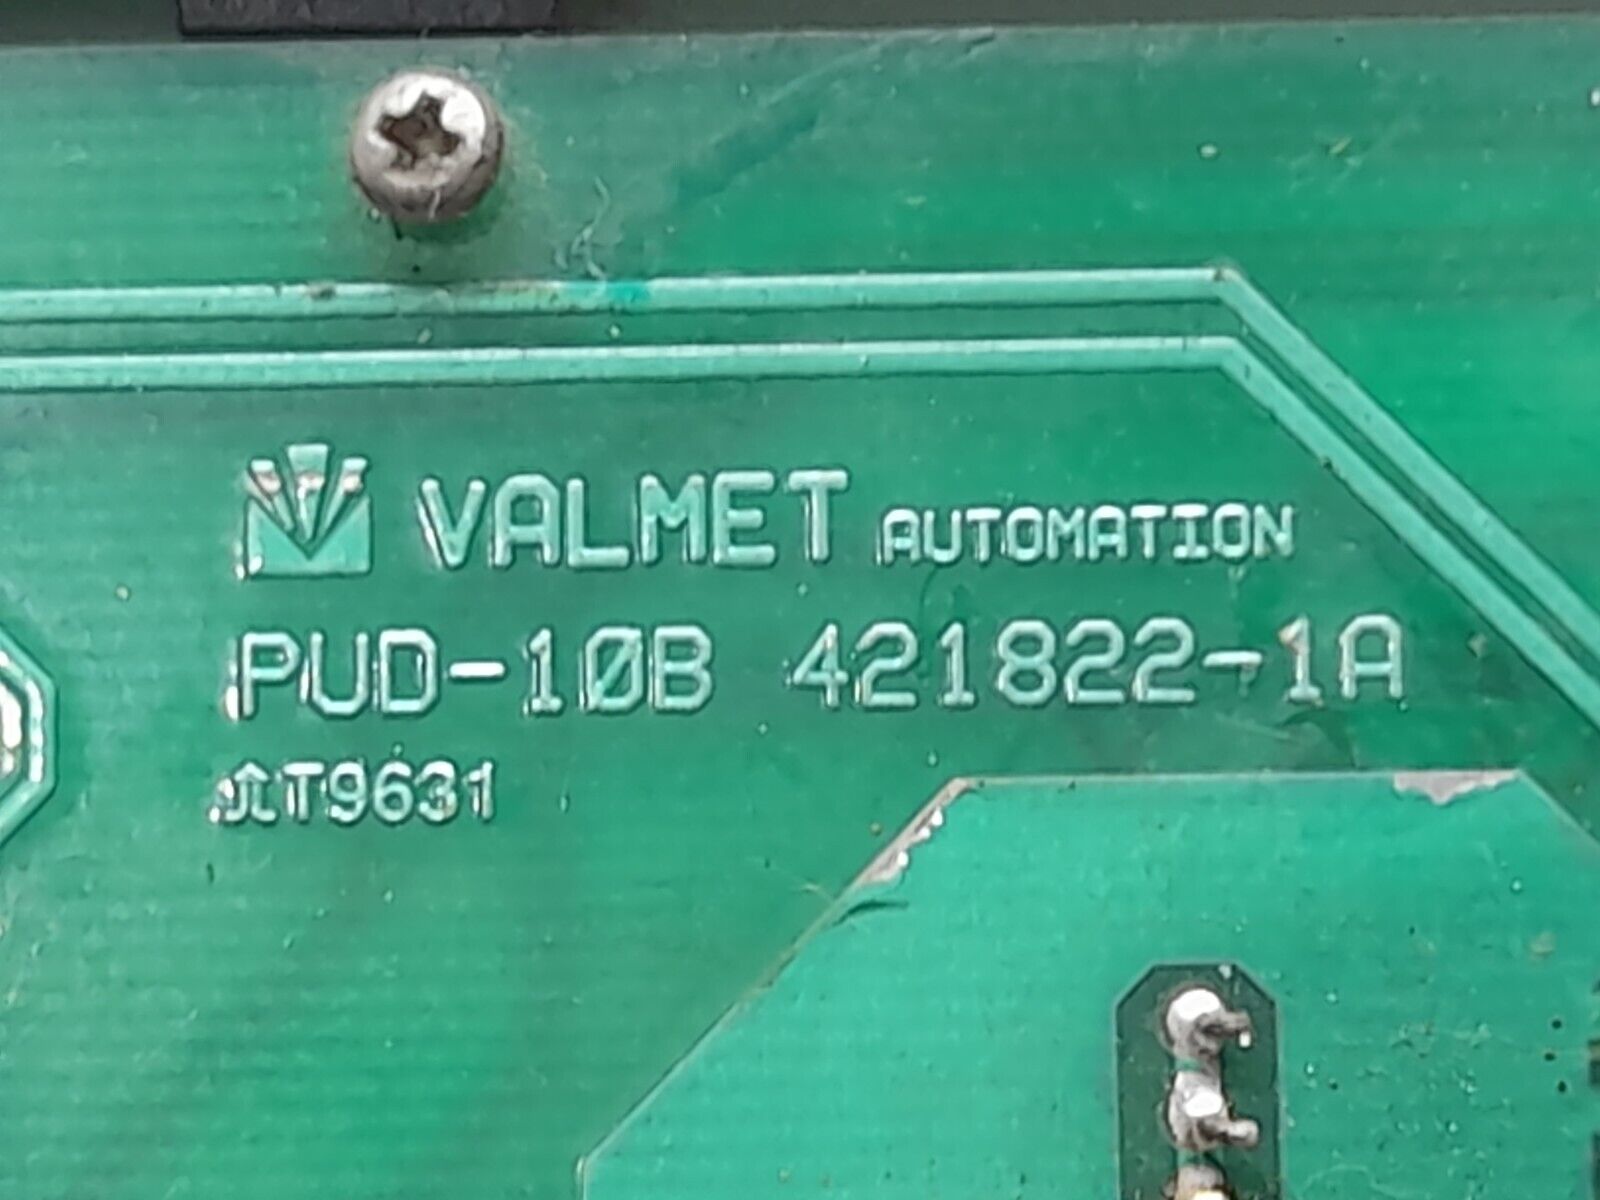 VALMET AUTOMATION
PUD-10B 421822-1A
T9631